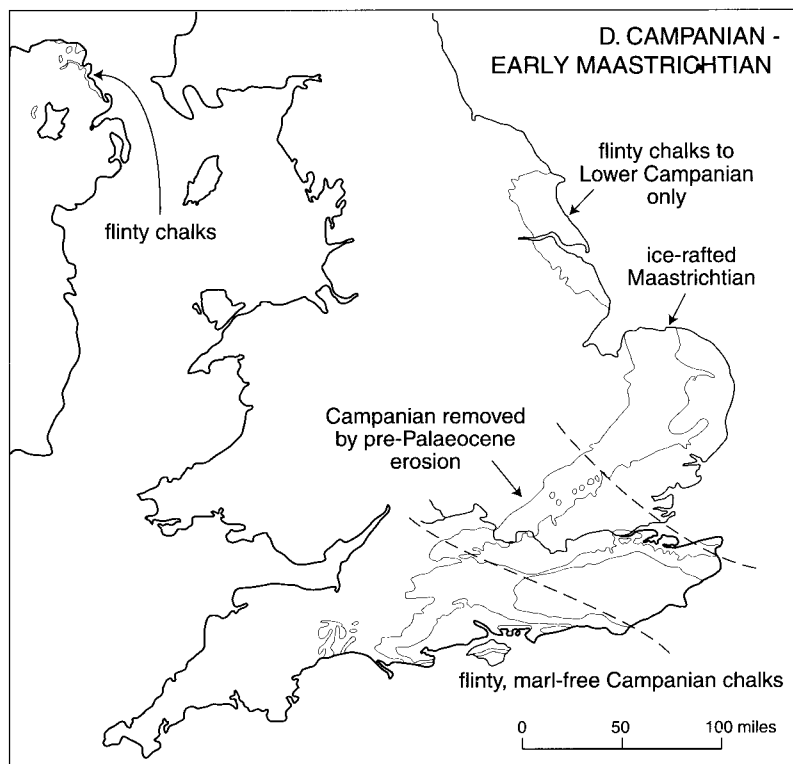 D. CAMPANIAN -
EARLY MAASTRICHTIAN
flinty chalks to
Lower Campanian
only
flinty chalks
ice-rafted
Maastrichtian
Campanian removed
by pre-Palaeocene
erosion
flinty, marl-free Campanian chalks
0 50 100 miles